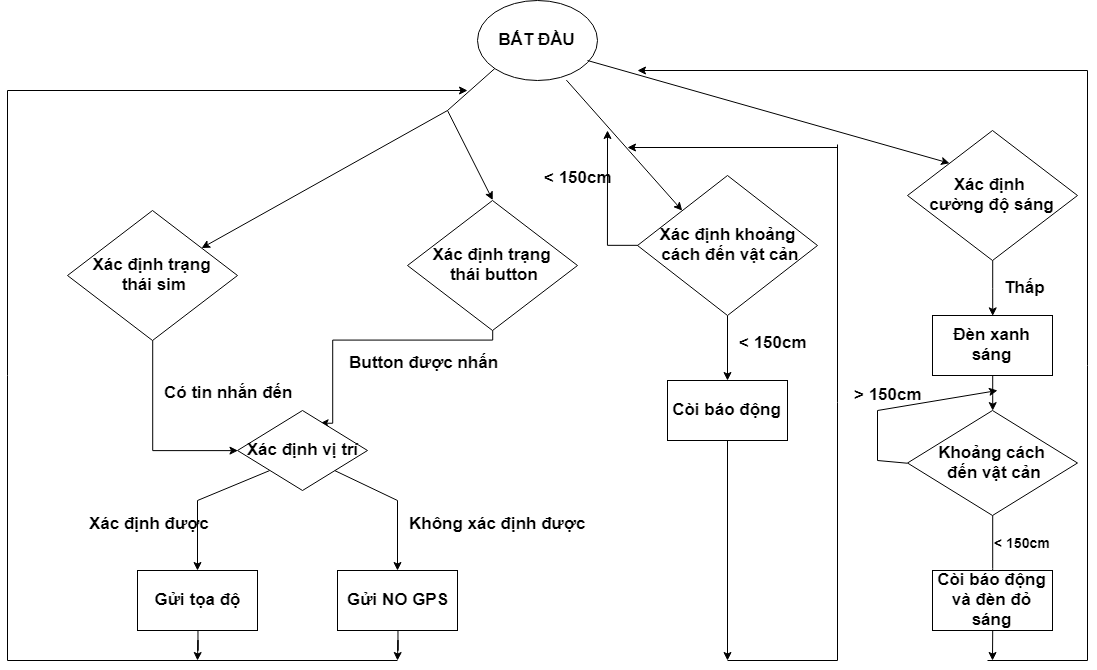 BẮT ĐẦU
< 150cm
Xác định
cường độ sáng
Xác định trạng
thái sim
Xác định trạng
thái button
Xác định khoảng
cách đến vật cản
Thấp
Đèn xanh
sáng
< 150cm
Button được nhấn
Có tin nhắn đến
> 150cm
Còi báo động
Xác định vị trí
Khoảng cách
đến vật cản
Xác định được
Không xác định được
< 150cm
Gửi tọa độ
Gửi NO GPS
Còi báo động
và đèn đỏ
sáng